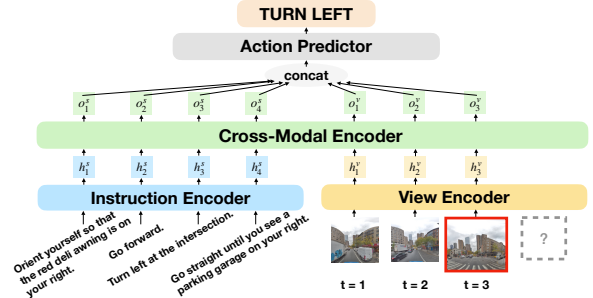 TURN LEFT
Action Predictor
concat
o₁ˢ o₂ˢ o₃ˢ o₄ˢ o₁ᵛ o₂ᵛ o₃ᵛ
Cross-Modal Encoder
h₁ˢ h₂ˢ h₃ˢ h₄ˢ h₁ᵛ h₂ᵛ h₃ᵛ
Instruction Encoder View Encoder
Orient yourself so that
the red deli awning is on
your right.
Go forward.
Turn left at the intersection.
Go straight until you see a
parking garage on your right.
?
t = 1 t = 2 t = 3